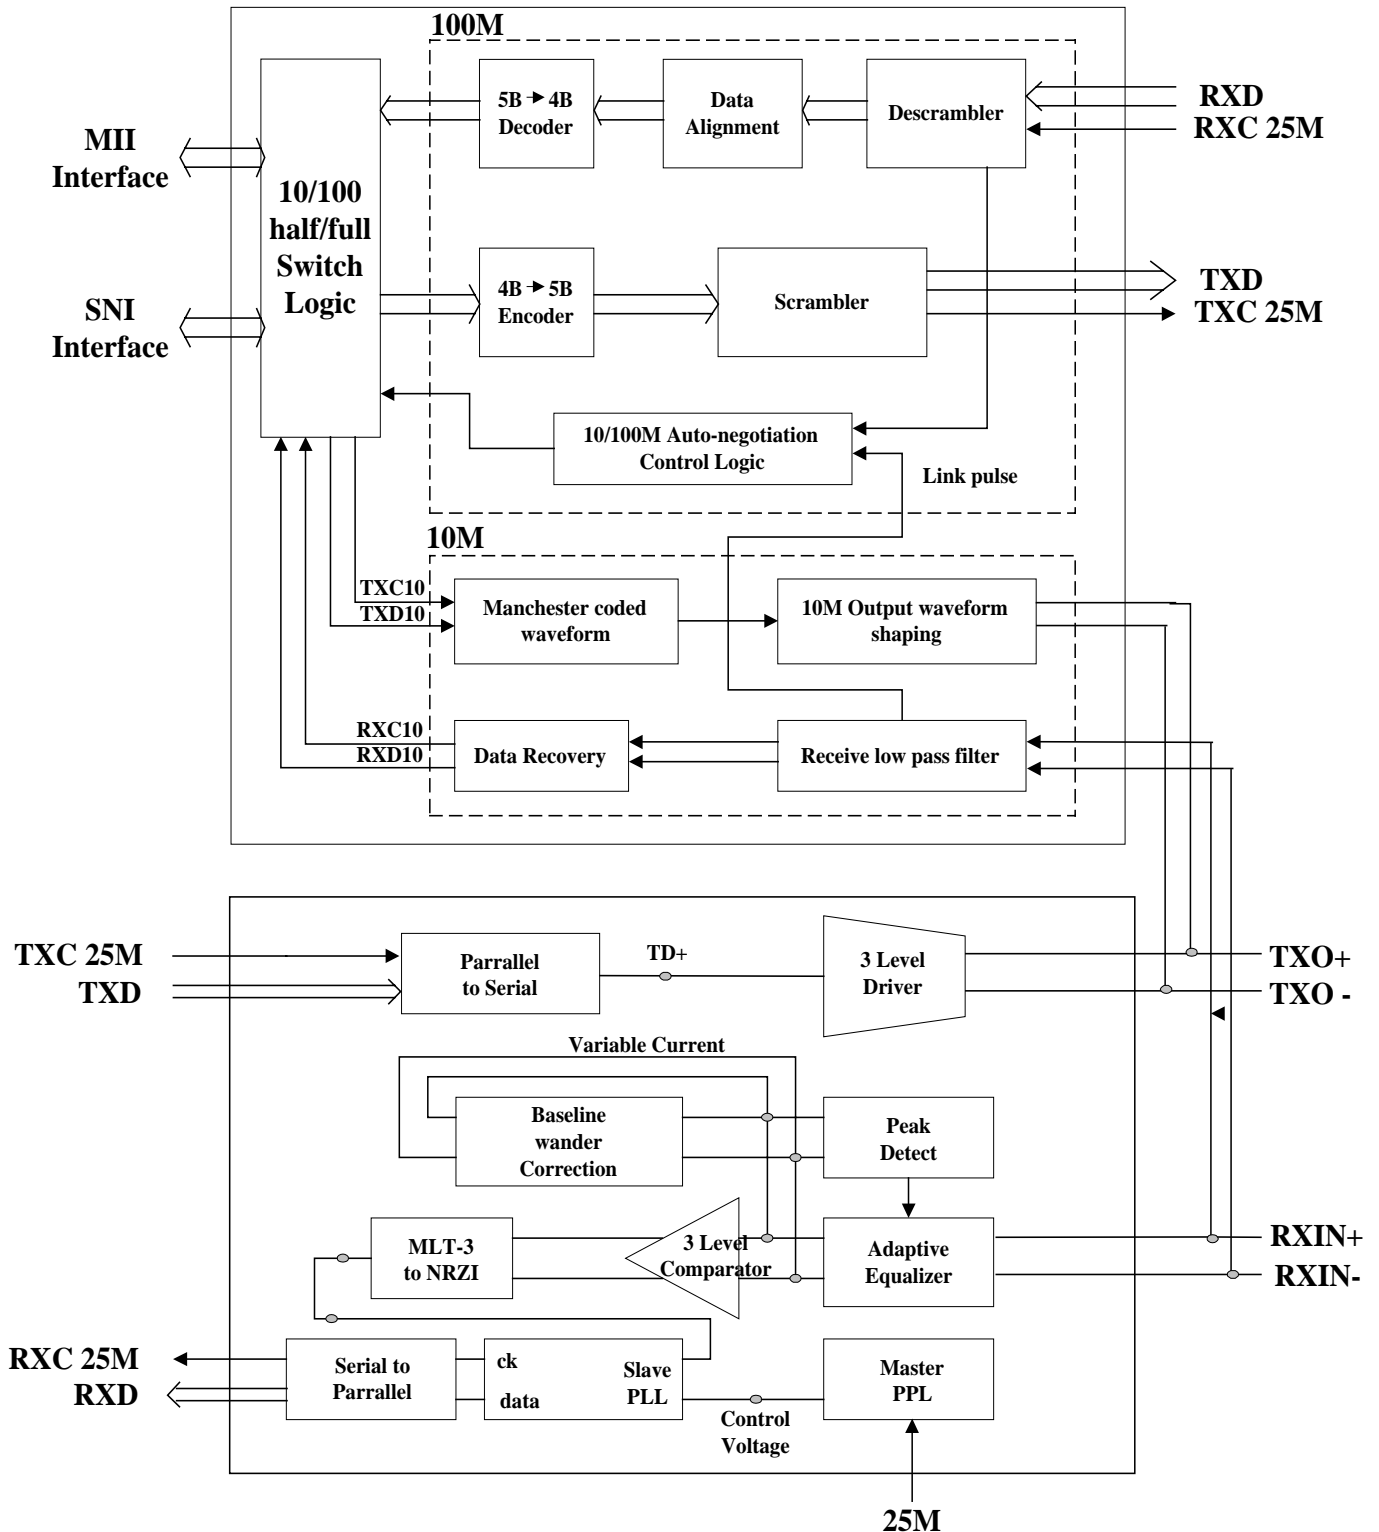 100M
5B → 4B
Decoder
Data
Alignment
Descrambler
RXD
RXC 25M
MII
Interface
10/100
half/full
Switch
Logic
SNI
Interface
4B → 5B
Encoder
Scrambler
TXD
TXC 25M
10/100M Auto-negotiation
Control Logic
Link pulse
10M
TXC10
TXD10
Manchester coded
waveform
10M Output waveform
shaping
RXC10
RXD10
Data Recovery
Receive low pass filter
TXC 25M
TXD
Parrallel
to Serial
TD+
3 Level
Driver
TXO+
TXO -
Variable Current
Baseline
wander
Correction
Peak
Detect
MLT-3
to NRZI
3 Level
Comparator
Adaptive
Equalizer
RXIN+
RXIN-
RXC 25M
RXD
Serial to
Parrallel
ck
data
Slave
PLL
Control
Voltage
Master
PPL
25M